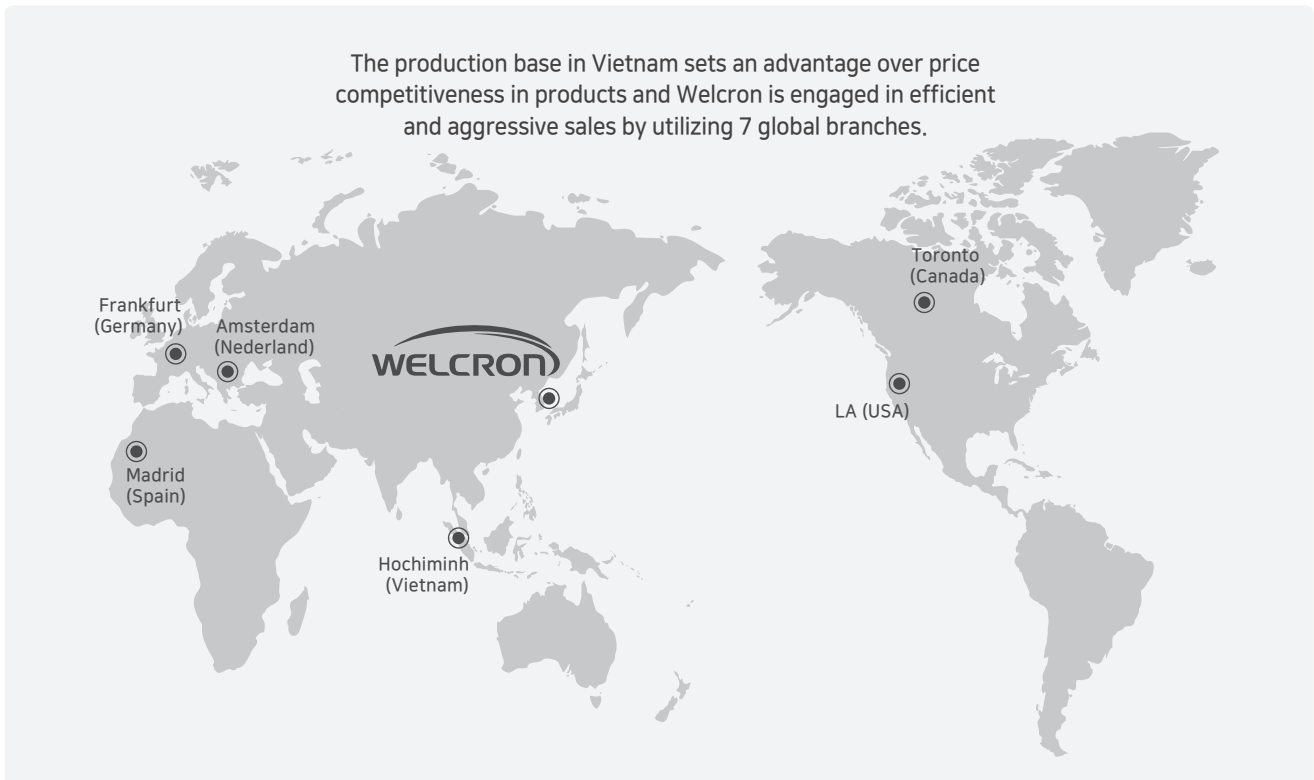 The production base in Vietnam sets an advantage over price
competitiveness in products and Welcron is engaged in efficient
and aggressive sales by utilizing 7 global branches.
Toronto
(Canada)
Frankfurt
(Germany)
Amsterdam
(Nederland)
WELCRON
LA (USA)
Madrid
(Spain)
Hochiminh
(Vietnam)